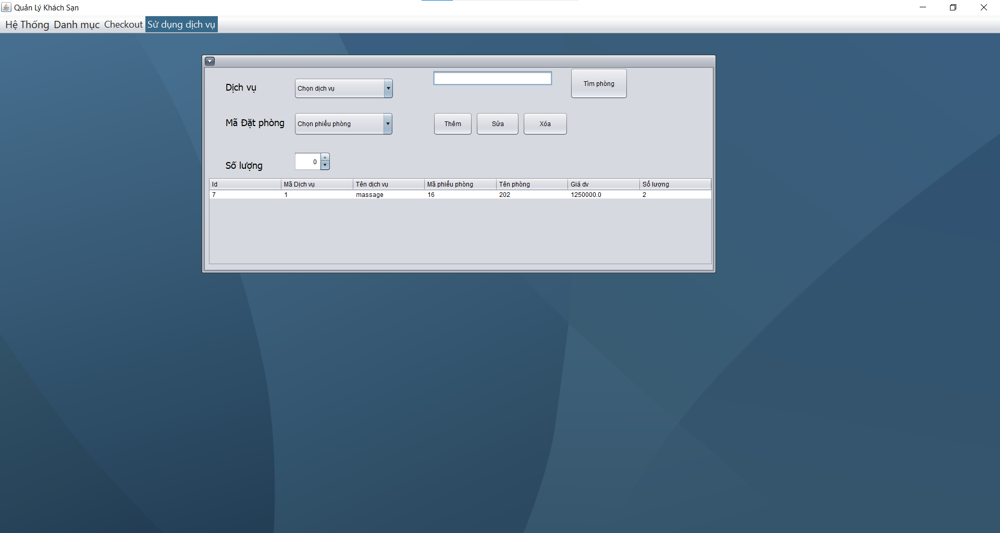 Quản Lý Khách Sạn
Hệ Thống Danh mục Checkout Sử dụng dịch vụ
Dịch vụ Chọn dịch vụ Tìm phòng
Mã Đặt phòng Chọn phiếu phòng Thêm Sửa Xóa
Số lượng 0
Id Mã Dịch vụ Tên dịch vụ Mã phiếu phòng Tên phòng Giá dv Số lượng
7 1 massage 16 202 1250000.0 2